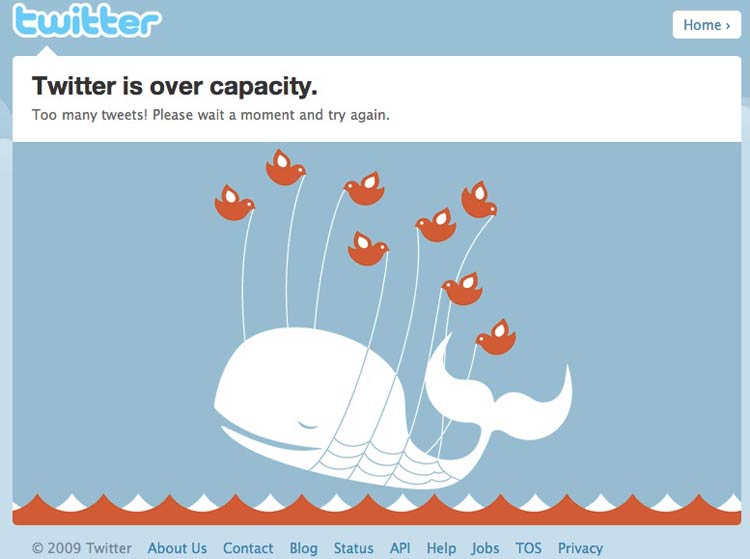 twitter
Home ›
Twitter is over capacity.
Too many tweets! Please wait a moment and try again.
© 2009 Twitter About Us Contact Blog Status API Help Jobs TOS Privacy